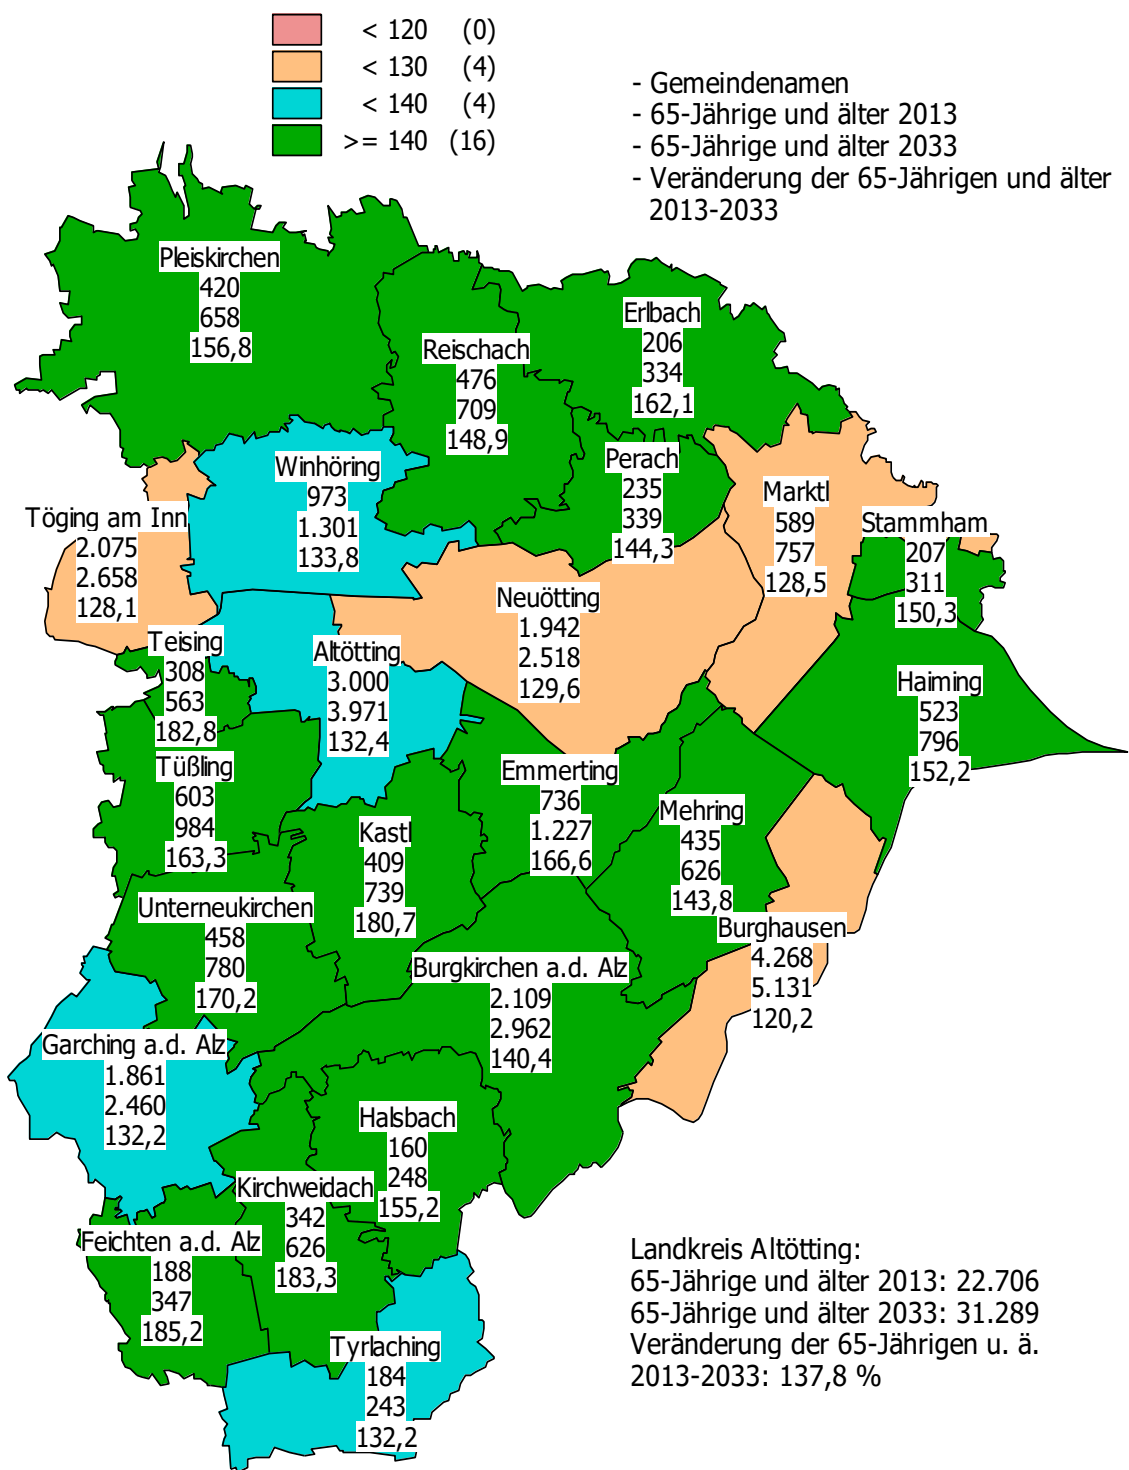 < 120 (0)
< 130 (4)
< 140 (4)
>= 140 (16)
- Gemeindenamen
- 65-Jährige und älter 2013
- 65-Jährige und älter 2033
- Veränderung der 65-Jährigen und älter
2013-2033
Pleiskirchen
420
658
156,8
Reischach
476
709
148,9
Erlbach
206
334
162,1
Winhöring
973
1.301
133,8
Perach
235
339
144,3
Marktl
589
757
128,5
Stammham
207
311
150,3
Töging am Inn
2.075
2.658
128,1
Neuötting
1.942
2.518
129,6
Teising
308
563
182,8
Altötting
3.000
3.971
132,4
Haiming
523
796
152,2
Tüßling
603
984
163,3
Emmerting
736
1.227
166,6
Mehring
435
626
143,8
Kastl
409
739
180,7
Unterneukirchen
458
780
170,2
Burghausen
4.268
5.131
120,2
Burgkirchen a.d. Alz
2.109
2.962
140,4
Garching a.d. Alz
1.861
2.460
132,2
Halsbach
160
248
155,2
Kirchweidach
342
626
183,3
Feichten a.d. Alz
188
347
185,2
Tyrlaching
184
243
132,2
Landkreis Altötting:
65-Jährige und älter 2013: 22.706
65-Jährige und älter 2033: 31.289
Veränderung der 65-Jährigen u. ä.
2013-2033: 137,8 %